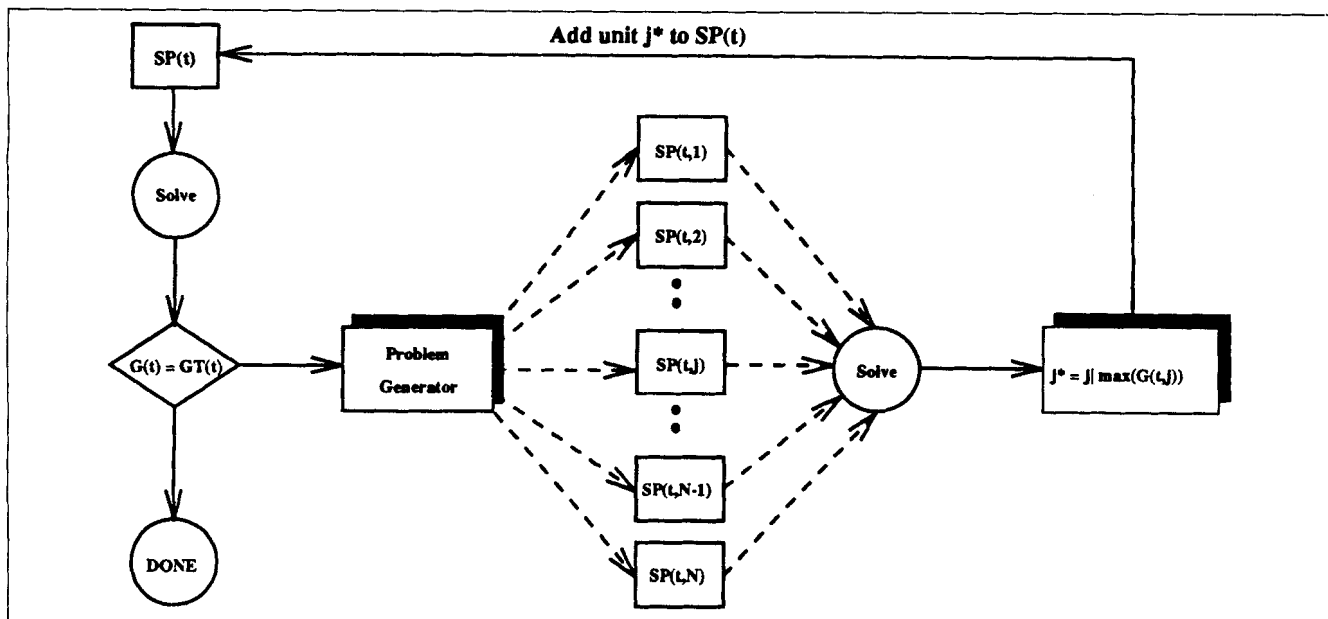 Add unit j* to SP(t)
SP(t)
Solve
G(t) = GT(t)
DONE
Problem
Generator
SP(t,1)
SP(t,2)
SP(t,j)
SP(t,N-1)
SP(t,N)
Solve
j* = j| max(G(t,j))